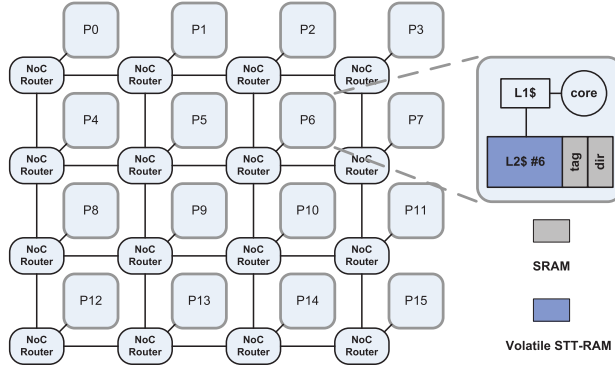 P0
P1
P2
P3
NoC
Router
NoC
Router
NoC
Router
NoC
Router
P4
P5
P6
P7
NoC
Router
NoC
Router
NoC
Router
NoC
Router
P8
P9
P10
P11
NoC
Router
NoC
Router
NoC
Router
NoC
Router
P12
P13
P14
P15
NoC
Router
NoC
Router
NoC
Router
NoC
Router
L1$
core
L2$ #6
tag
dir
SRAM
Volatile STT-RAM